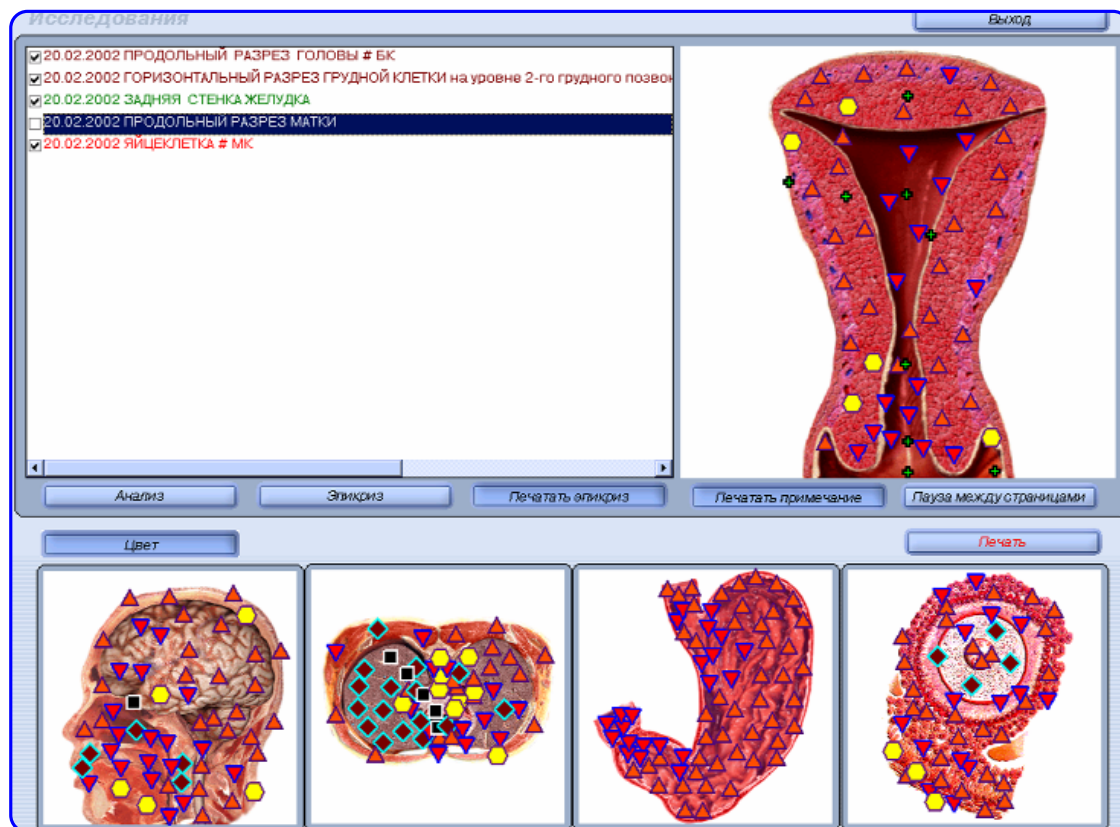 Исследования
Выход
20.02.2002 ПРОДОЛЬНЫЙ РАЗРЕЗ ГОЛОВЫ # БК
20.02.2002 ГОРИЗОНТАЛЬНЫЙ РАЗРЕЗ ГРУДНОЙ КЛЕТКИ на уровне 2-го грудного позвон
20.02.2002 ЗАДНЯЯ СТЕНКА ЖЕЛУДКА
20.02.2002 ПРОДОЛЬНЫЙ РАЗРЕЗ МАТКИ
20.02.2002 ЯЙЦЕКЛЕТКА # МК
Анализ
Эпикриз
Печатать эпикриз
Печатать примечание
Пауза между страницами
Цвет
Печать